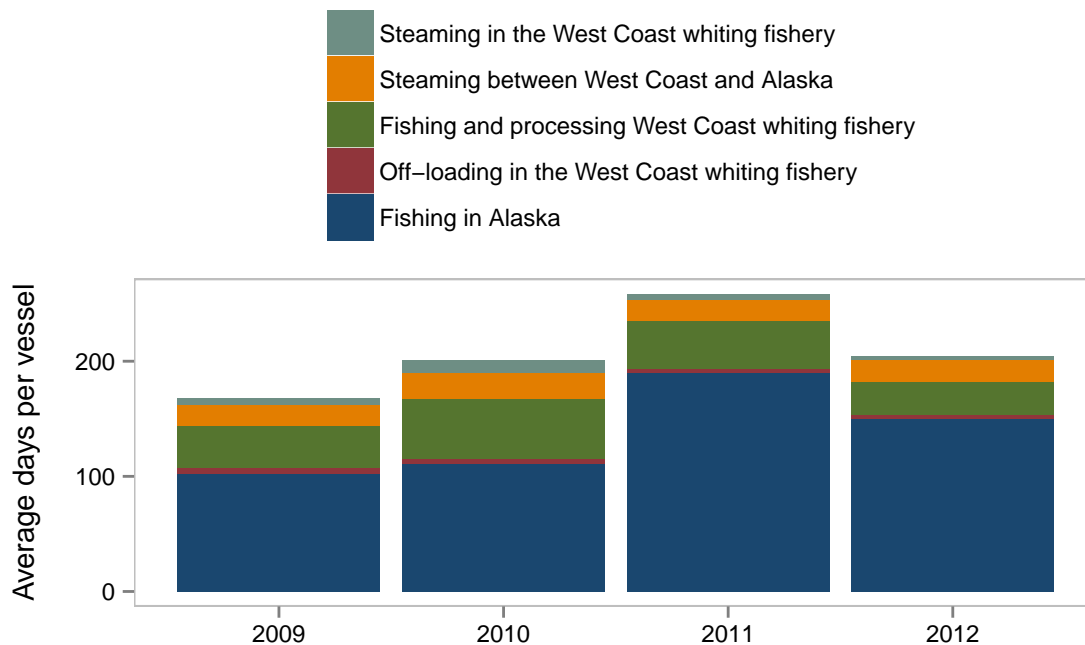 Steaming in the West Coast whiting fishery
Steaming between West Coast and Alaska
Fishing and processing West Coast whiting fishery
Off−loading in the West Coast whiting fishery
Fishing in Alaska
Average days per vessel
200
100
0
2009 2010 2011 2012